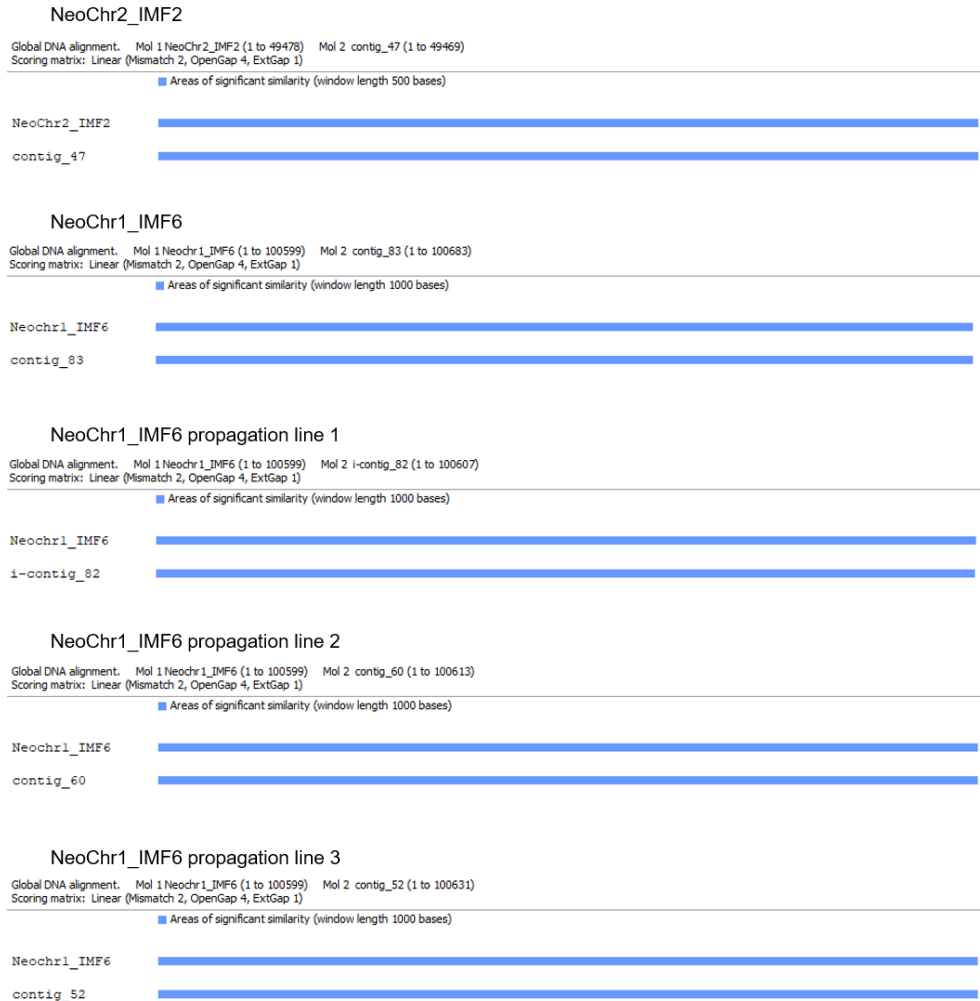 NeoChr2_IMF2
Global DNA alignment. Mol 1 NeoChr2_IMF2 (1 to 49478) Mol 2 contig_47 (1 to 49469)
Scoring matrix: Linear (Mismatch 2, OpenGap 4, ExtGap 1)
Areas of significant similarity (window length 500 bases)
NeoChr2_IMF2
contig_47
NeoChr1_IMF6
Global DNA alignment. Mol 1 Neochr1_IMF6 (1 to 100599) Mol 2 contig_83 (1 to 100683)
Scoring matrix: Linear (Mismatch 2, OpenGap 4, ExtGap 1)
Areas of significant similarity (window length 1000 bases)
Neochr1_IMF6
contig_83
NeoChr1_IMF6 propagation line 1
Global DNA alignment. Mol 1 Neochr1_IMF6 (1 to 100599) Mol 2 i-contig_82 (1 to 100607)
Scoring matrix: Linear (Mismatch 2, OpenGap 4, ExtGap 1)
Areas of significant similarity (window length 1000 bases)
Neochr1_IMF6
i-contig_82
NeoChr1_IMF6 propagation line 2
Global DNA alignment. Mol 1 Neochr1_IMF6 (1 to 100599) Mol 2 contig_60 (1 to 100613)
Scoring matrix: Linear (Mismatch 2, OpenGap 4, ExtGap 1)
Areas of significant similarity (window length 1000 bases)
Neochr1_IMF6
contig_60
NeoChr1_IMF6 propagation line 3
Global DNA alignment. Mol 1 Neochr1_IMF6 (1 to 100599) Mol 2 contig_52 (1 to 100631)
Scoring matrix: Linear (Mismatch 2, OpenGap 4, ExtGap 1)
Areas of significant similarity (window length 1000 bases)
Neochr1_IMF6
contig_52